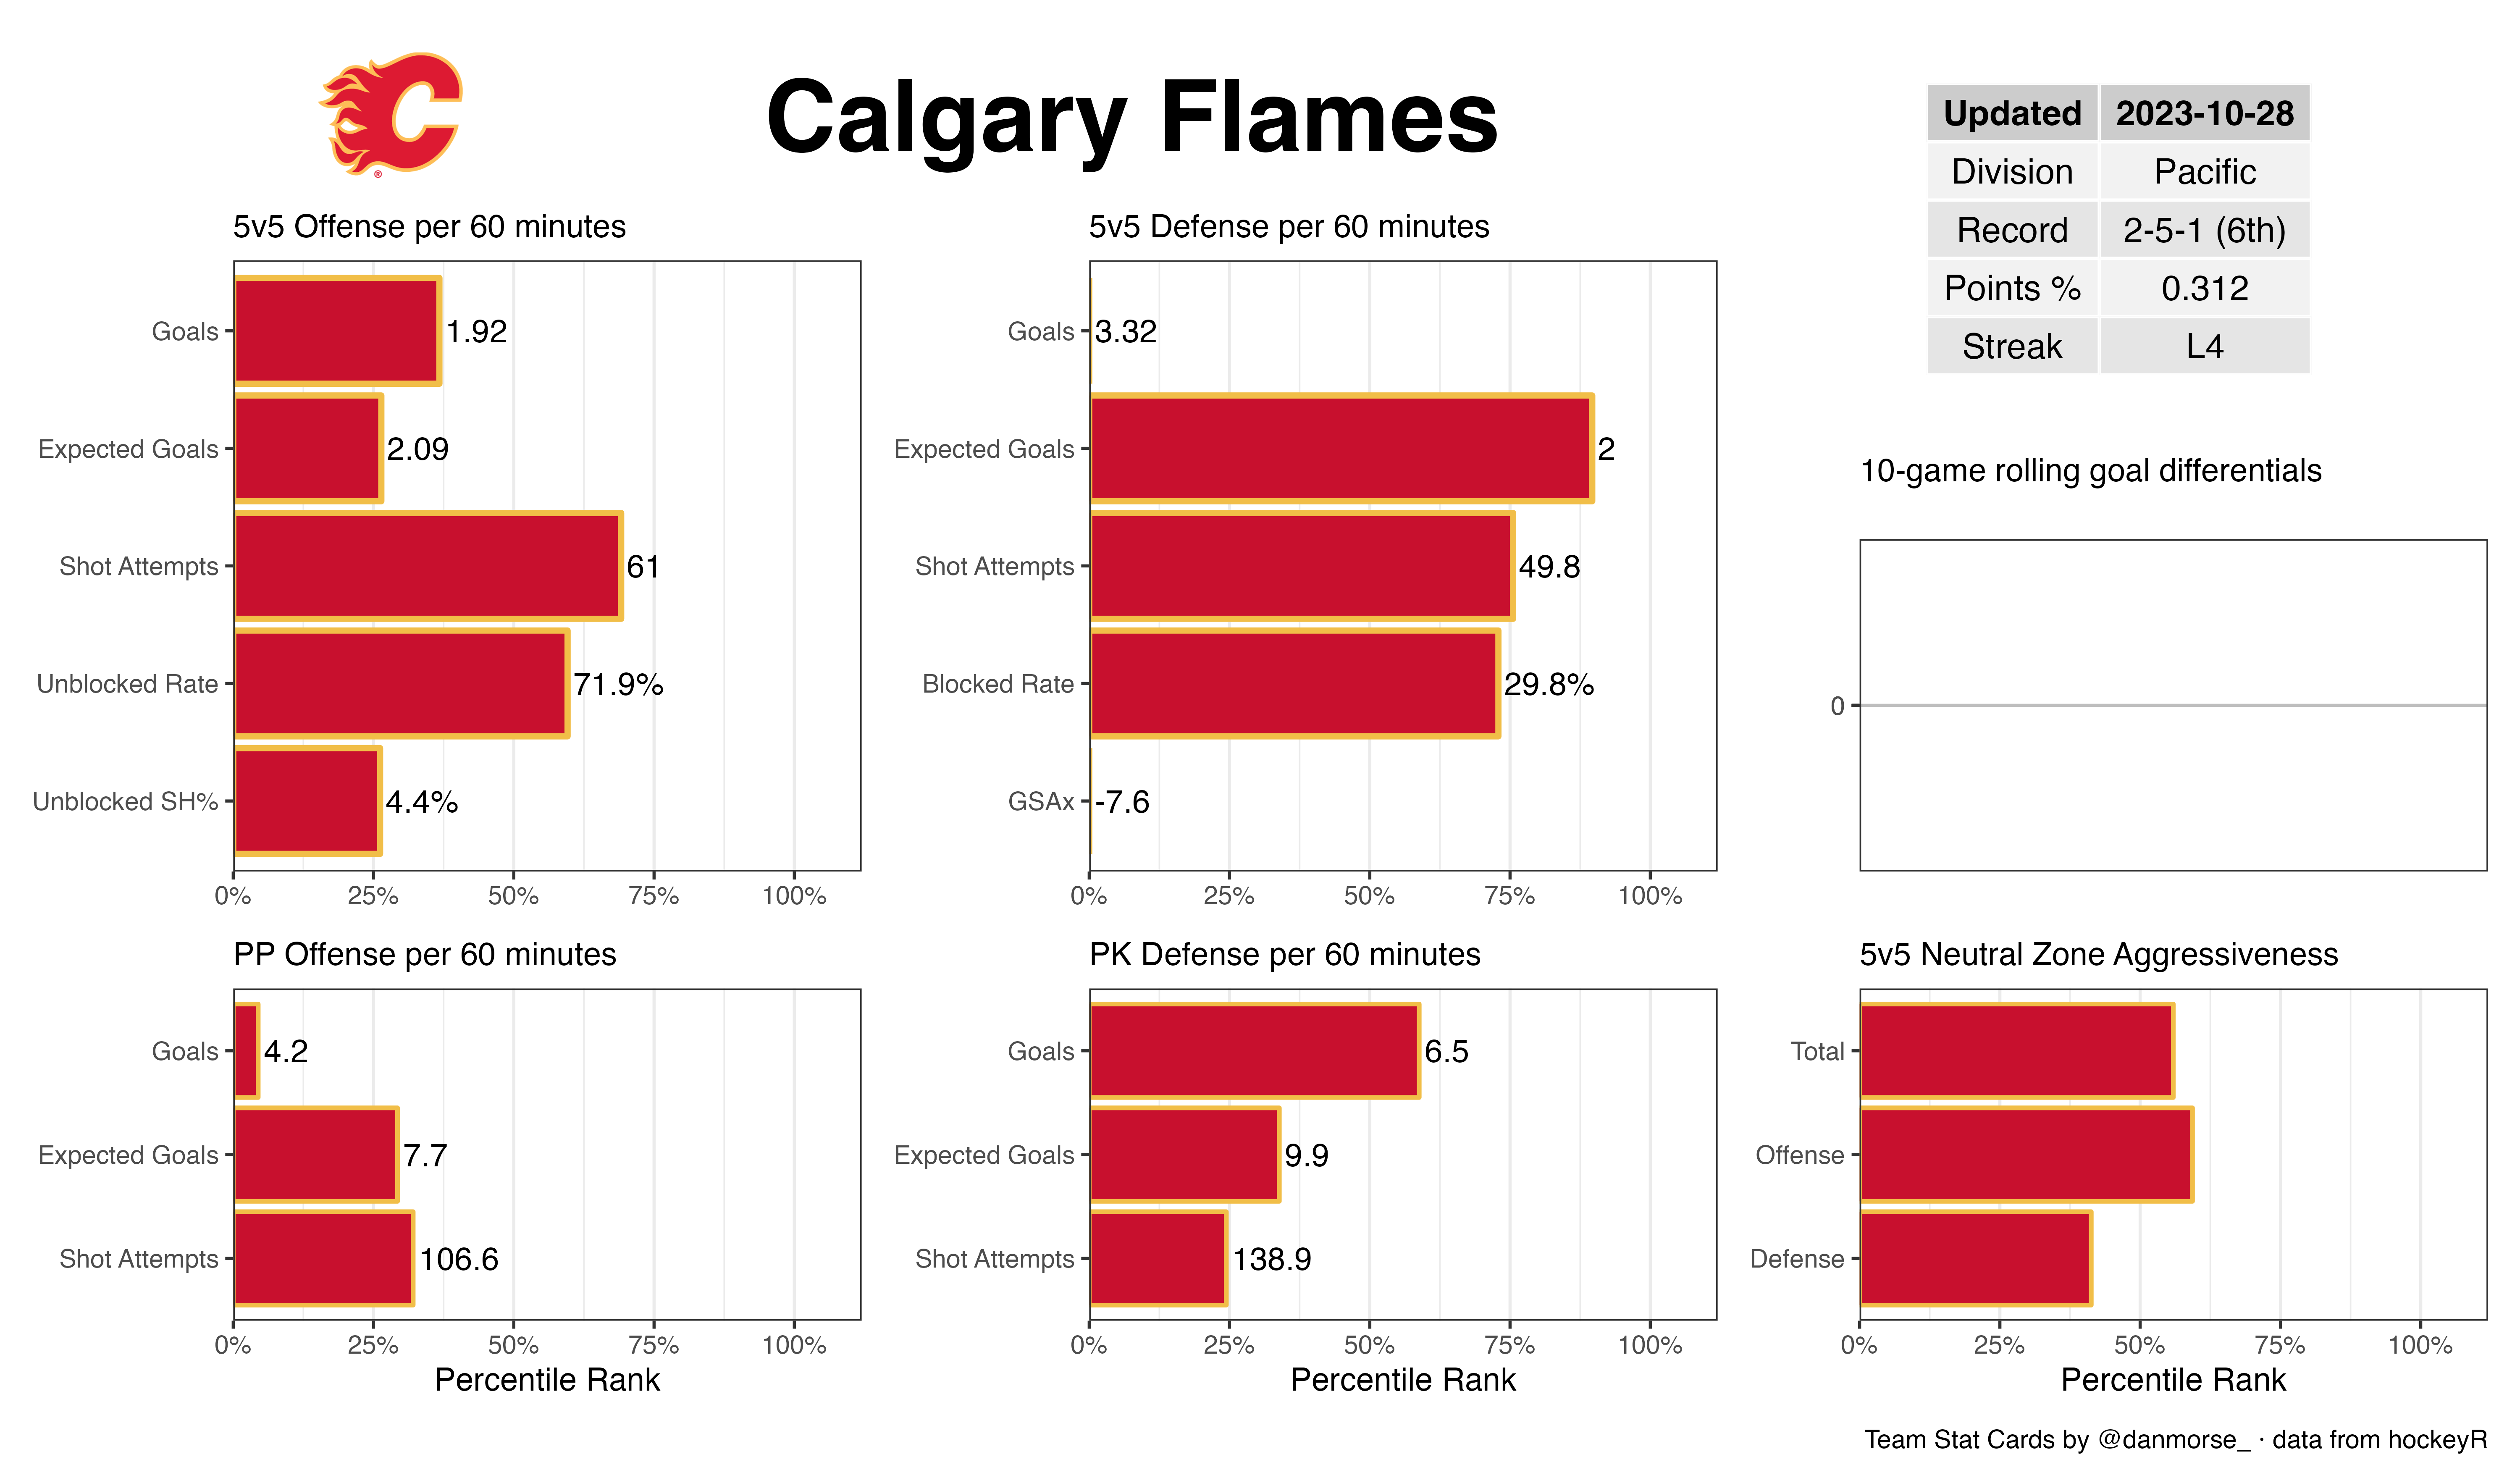 Calgary Flames
Updated 2023-10-28
Division Pacific
Record 2-5-1 (6th)
Points % 0.312
Streak L4
5v5 Offense per 60 minutes
Goals 1.92
Expected Goals 2.09
Shot Attempts 61
Unblocked Rate 71.9%
Unblocked SH% 4.4%
0% 25% 50% 75% 100%
5v5 Defense per 60 minutes
Goals 3.32
Expected Goals 2
Shot Attempts 49.8
Blocked Rate 29.8%
GSAx -7.6
0% 25% 50% 75% 100%
10-game rolling goal differentials
0
PP Offense per 60 minutes
Goals 4.2
Expected Goals 7.7
Shot Attempts 106.6
0% 25% 50% 75% 100%
Percentile Rank
PK Defense per 60 minutes
Goals 6.5
Expected Goals 9.9
Shot Attempts 138.9
0% 25% 50% 75% 100%
Percentile Rank
5v5 Neutral Zone Aggressiveness
Total
Offense
Defense
0% 25% 50% 75% 100%
Percentile Rank
Team Stat Cards by @danmorse_ · data from hockeyR